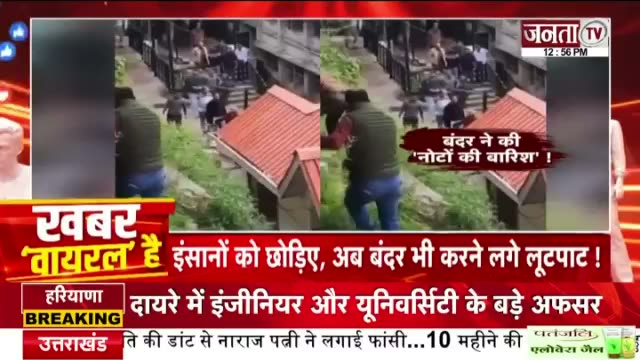 जनता TV
12:56 PM
बंदर ने की
'नोटों की बारिश' !
खबर
'वायरल' है
इंसानों को छोड़िए, अब बंदर भी करने लगे लूटपाट !
हरियाणा
BREAKING
दायरे में इंजीनियर और यूनिवर्सिटी के बड़े अफसर
उत्तराखंड
ति की डांट से नाराज पत्नी ने लगाई फांसी...10 महीने की
पतंजलि
एलोवेरा जैल